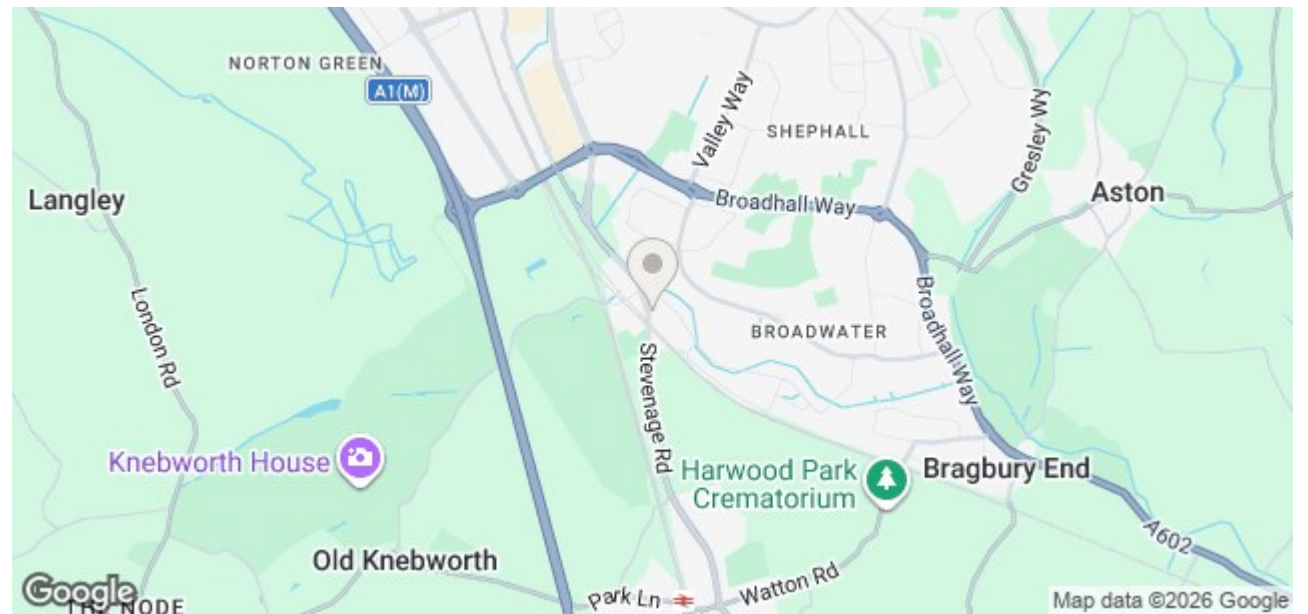 NORTON GREEN
A1(M)
Valley Way
SHEPHALL
Gresley Wy
Langley
Broadhall Way
Aston
London Rd
Broadhall Way
BROADWATER
Stevenage Rd
Knebworth House
Harwood Park
Crematorium
Bragbury End
A602
Old Knebworth
Park Ln
Watton Rd
Google
THE NODE
Map data ©2026 Google